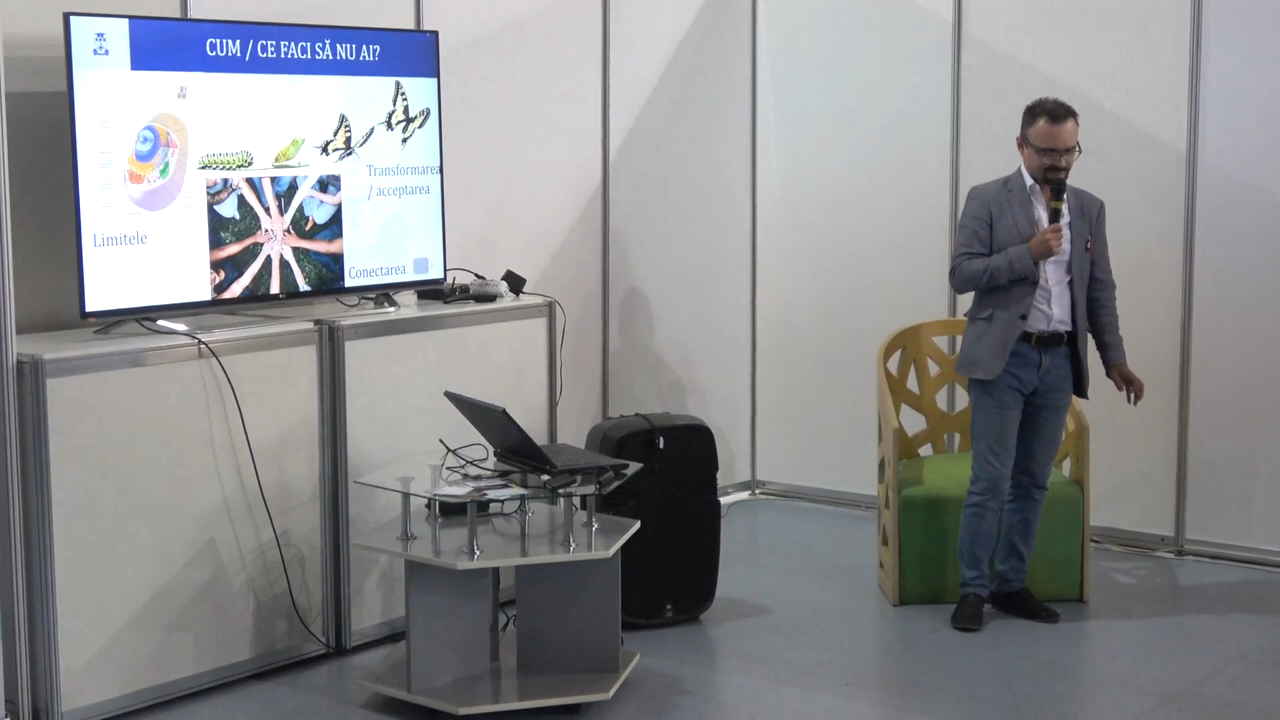 CUM / CE FACI SĂ NU AI?
Transformarea
/ acceptarea
Limitele
Conectarea